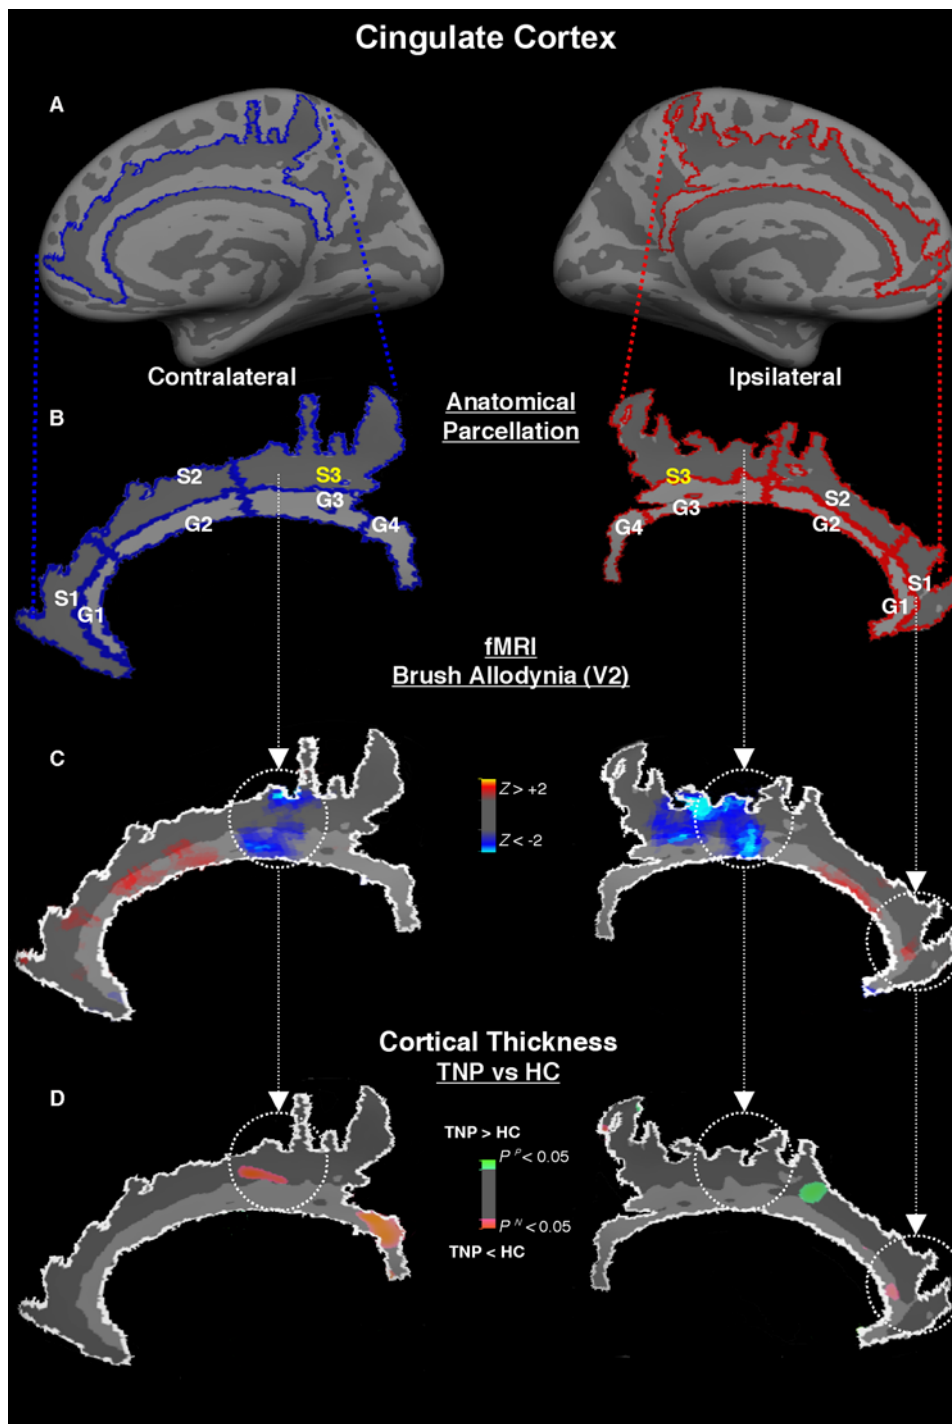 Cingulate Cortex
A
Contralateral
Ipsilateral
B
Anatomical
Parcellation
S2
S3
G3
G2
G4
S1
G1
S3
S2
G3
G4
G2
S1
G1
fMRI
Brush Allodynia (V2)
C
Z > +2
Z < -2
Cortical Thickness
TNP vs HC
D
TNP > HC
P^P < 0.05
P^N < 0.05
TNP < HC